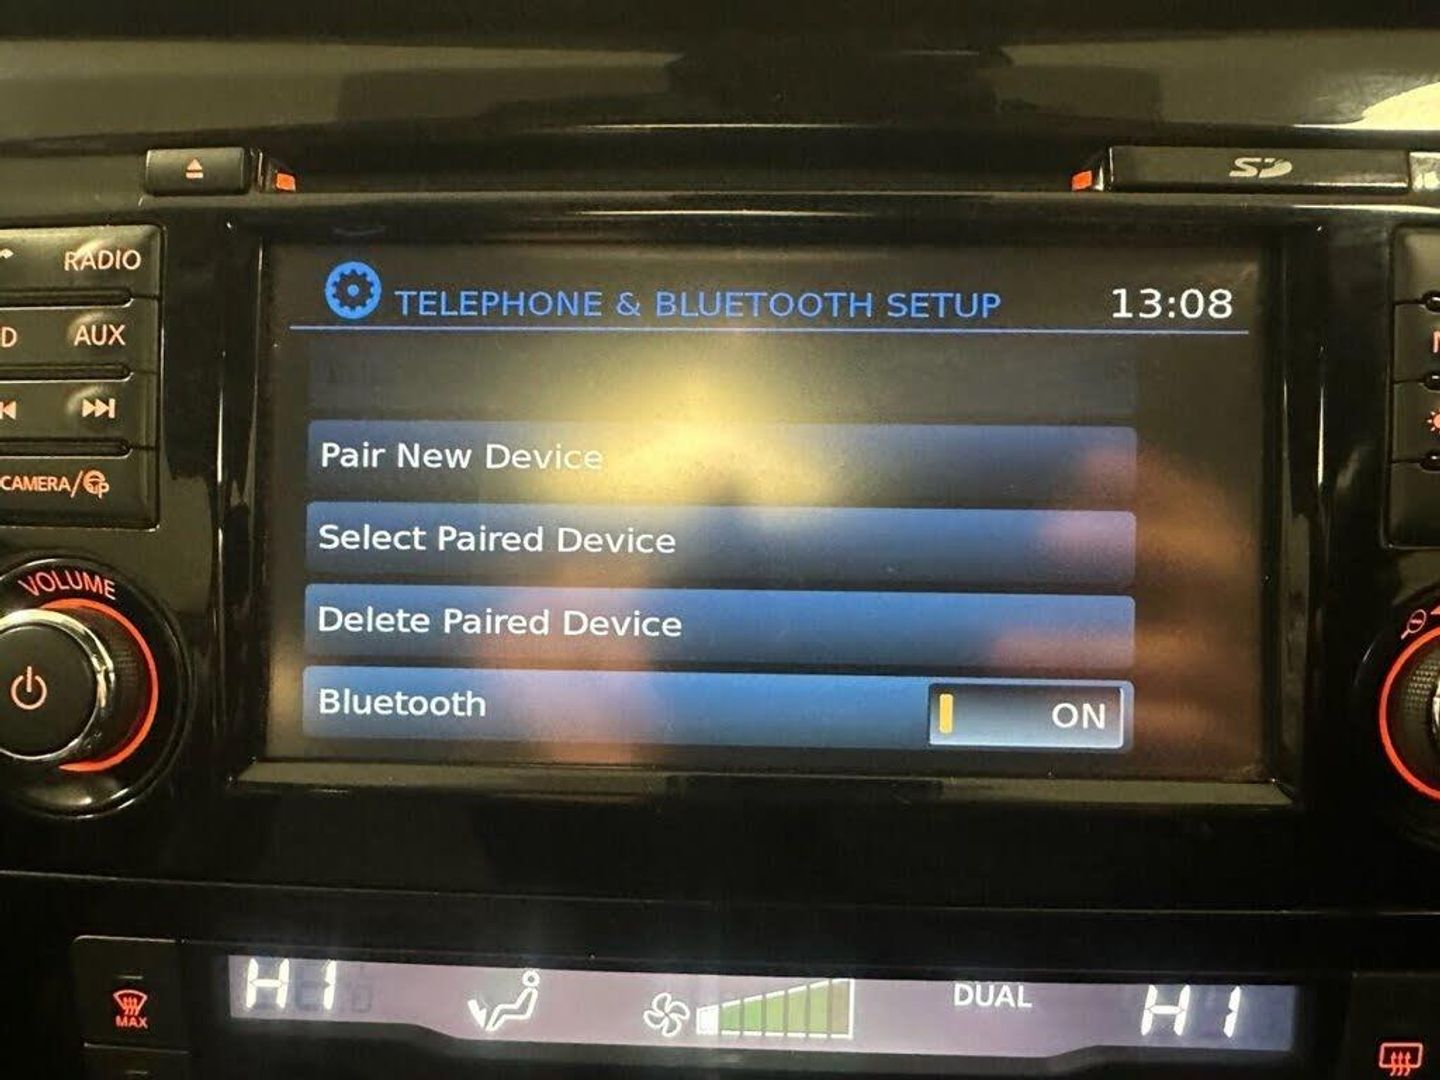 SD
RADIO
D AUX
CAMERA/
VOLUME
TELEPHONE & BLUETOOTH SETUP 13:08
Pair New Device
Select Paired Device
Delete Paired Device
Bluetooth ON
MAX
HI DUAL HI